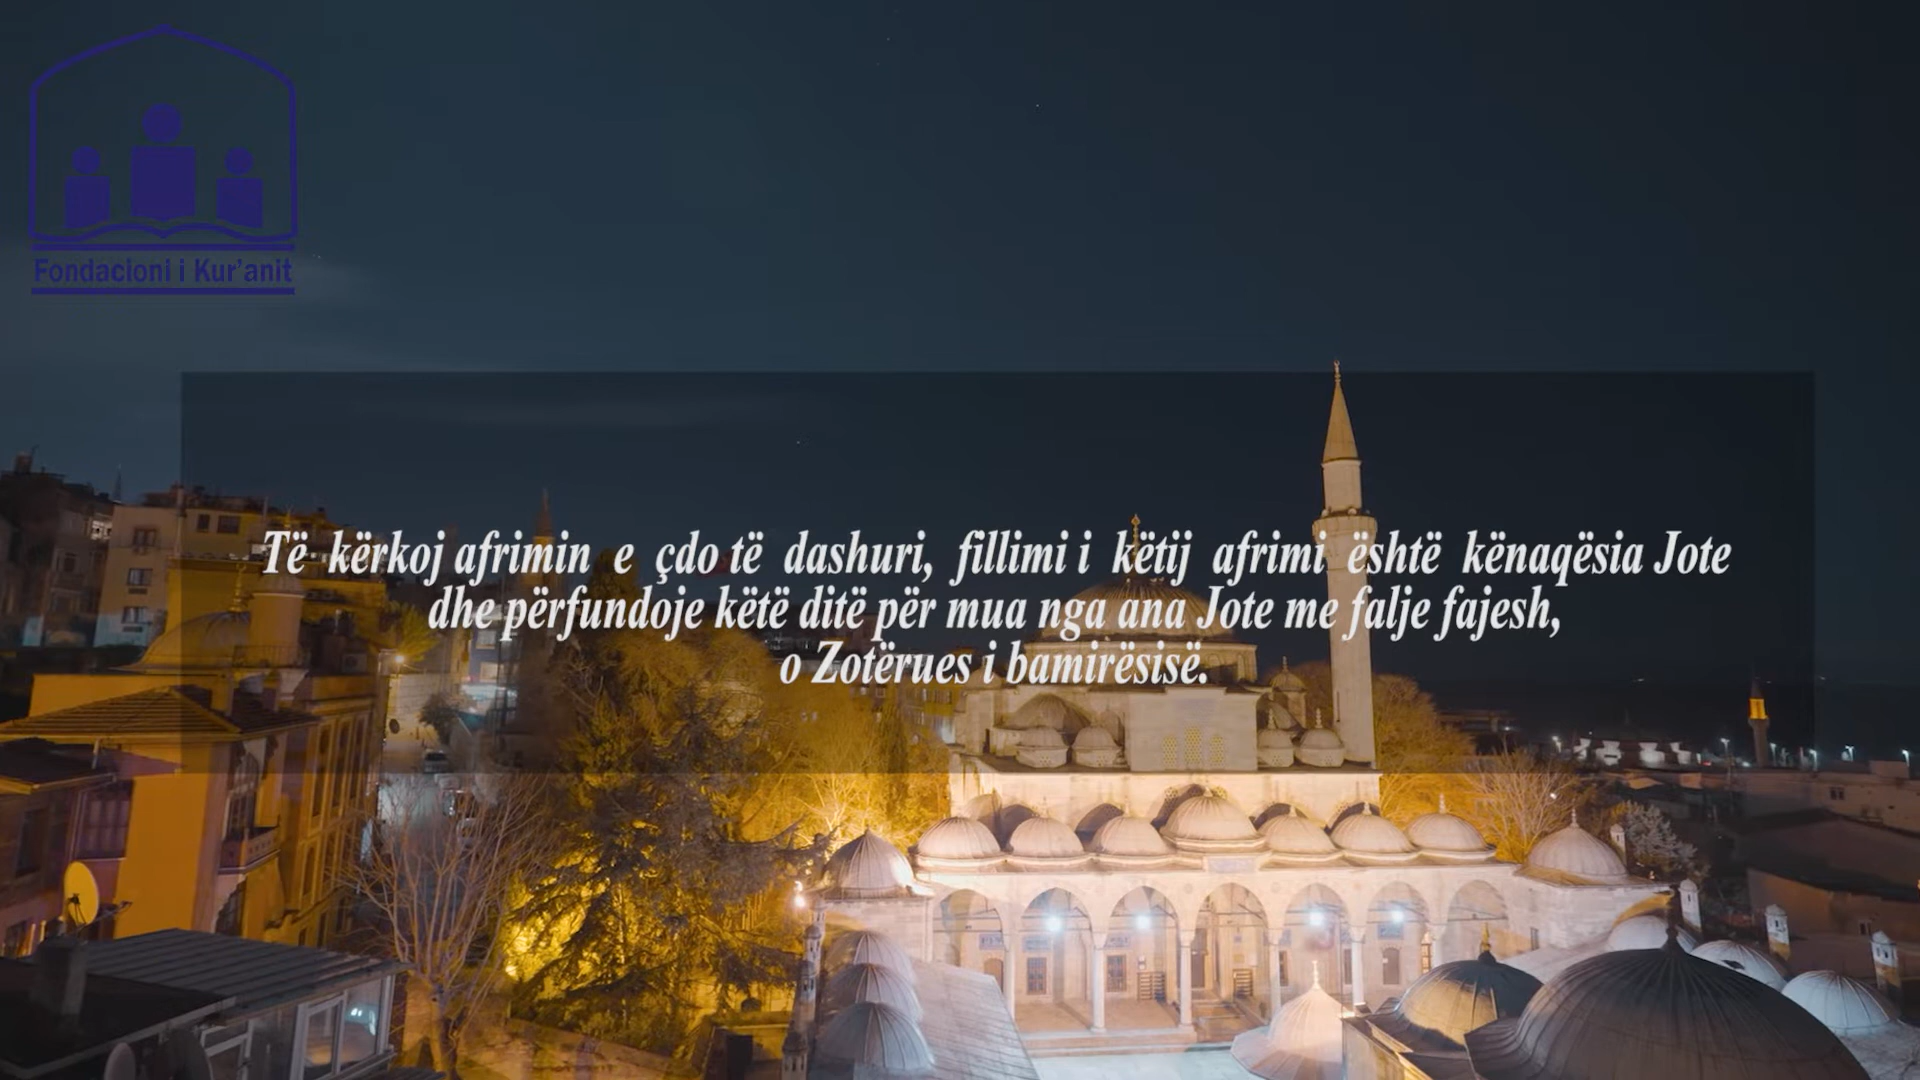 Fondacioni i Kur'anit
Të kërkoj afrimin e çdo të dashuri, fillimi i këtij afrimi është kënaqësia Jote
dhe përfundoje këtë ditë për mua nga ana Jote me falje fajesh,
o Zotërues i bamirësisë.